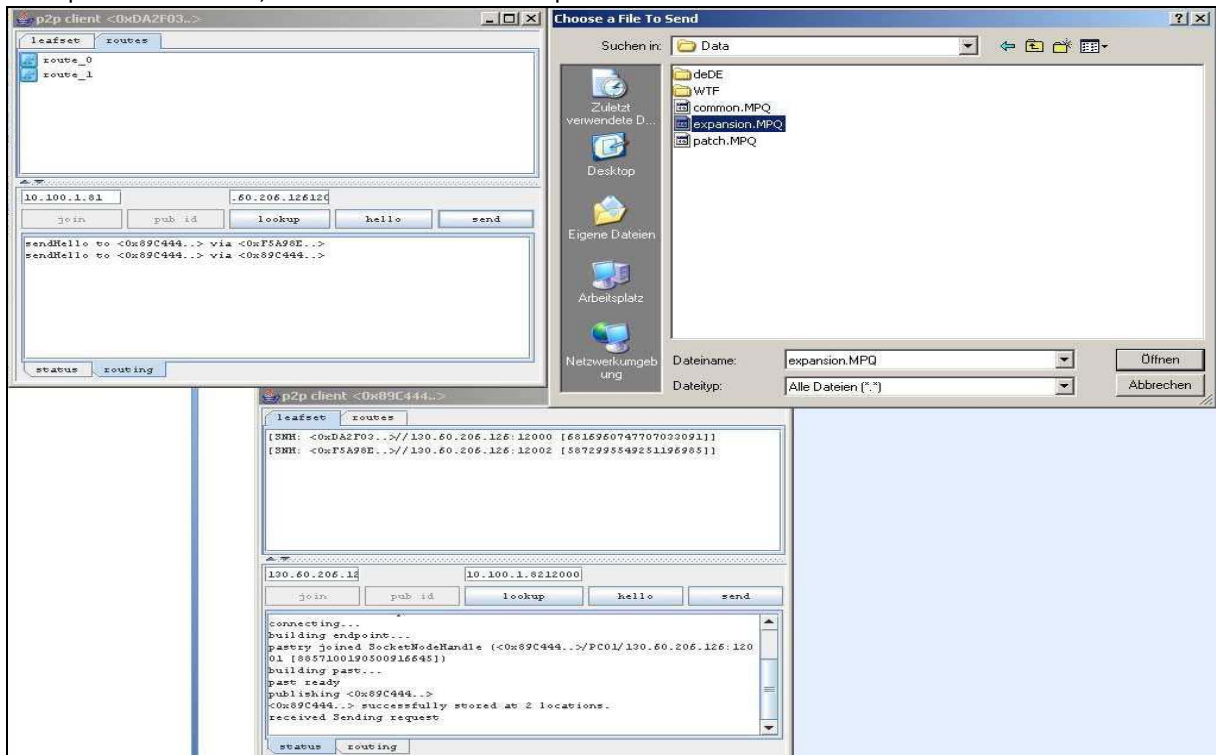 p2p client <0xDA2F03..>
leafset routes
route_0
route_1
10.100.1.81 .60.206.126120
join pub id lookup hello send
sendHello to <0x89C444..> via <0xF5A98E..>
sendHello to <0x89C444..> via <0x89C444..>
status routing
Choose a File To Send
Suchen in: Data
Zuletzt verwendete D...
Desktop
Eigene Dateien
Arbeitsplatz
Netzwerkumgeb
ung
deDE
WTF
common.MPQ
expansion.MPQ
patch.MPQ
Dateiname: expansion.MPQ Öffnen
Dateityp: Alle Dateien (*.*) Abbrechen
p2p client <0x89C444..>
leafset routes
[SNH: <0xDA2F03..>//130.60.206.126:12000 [6816960747707033091]]
[SNH: <0xF5A98E..>//130.60.206.126:12002 [5872995549251196985]]
130.60.206.12 10.100.1.8212000
join pub id lookup hello send
connecting...
building endpoint...
pastry joined SocketNodeHandle (<0x89C444..>/PC01/130.60.206.126:120
01 [8857100190500916645])
building past...
past ready
publishing <0x89C444..>
<0x89C444..> successfully stored at 2 locations.
received Sending request
status routing